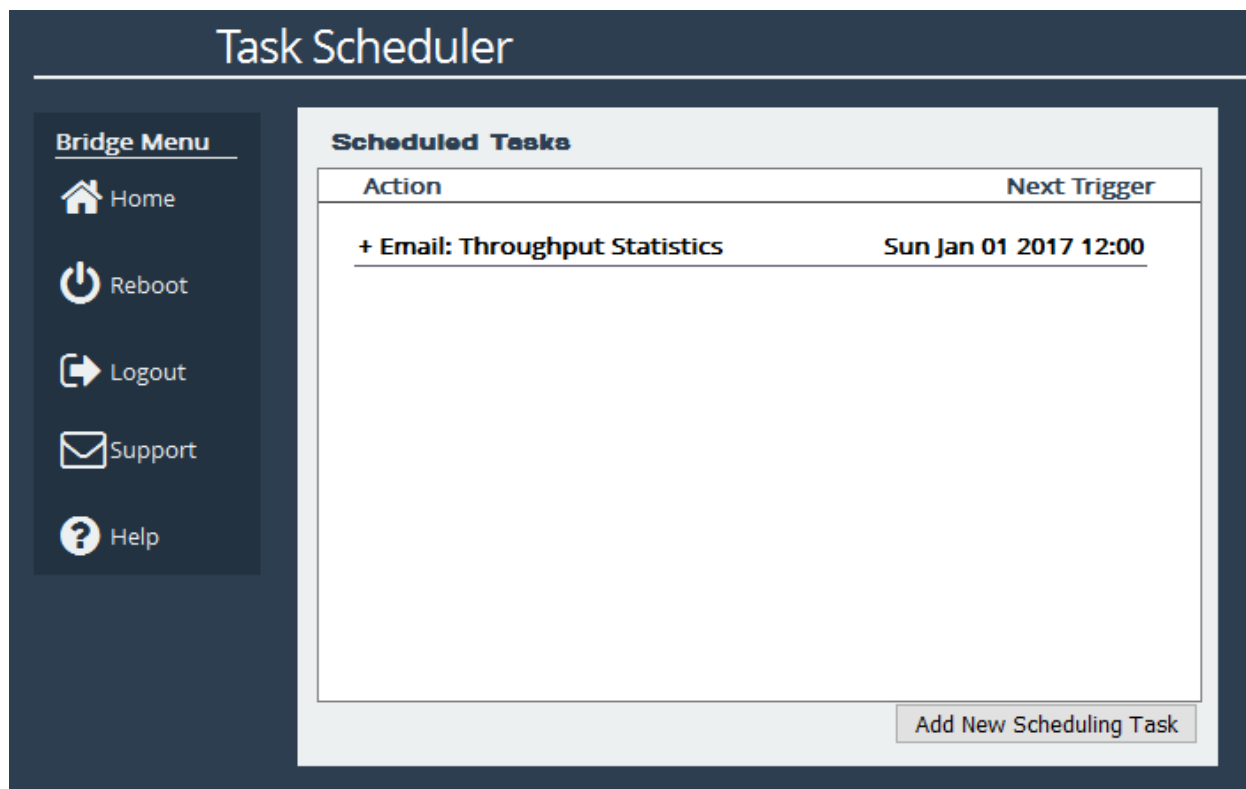 Task Scheduler
Bridge Menu
Home
Reboot
Logout
Support
Help
Scheduled Tasks
Action Next Trigger
+ Email: Throughput Statistics Sun Jan 01 2017 12:00
Add New Scheduling Task